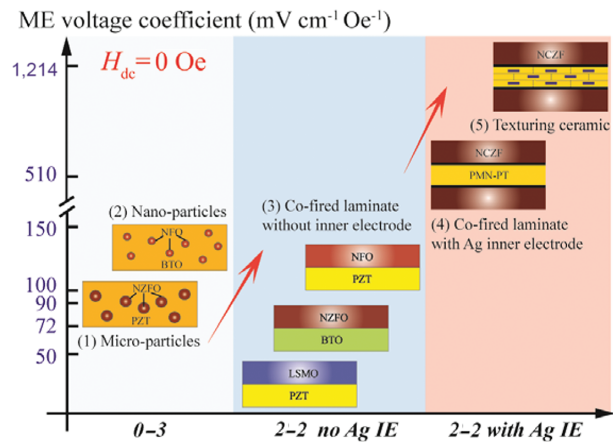 ME voltage coefficient (mV cm-1 Oe-1)
Hdc= 0 Oe
1,214
510
150
100
90
72
50
NCZF
(5) Texturing ceramic
NCZF
PMN-PT
(4) Co-fired laminate
with Ag inner electrode
(2) Nano-particles
NFO
BTO
NZFO
PZT
(1) Micro-particles
(3) Co-fired laminate
without inner electrode
NFO
PZT
NZFO
BTO
LSMO
PZT
0–3
2–2 no Ag IE
2–2 with Ag IE